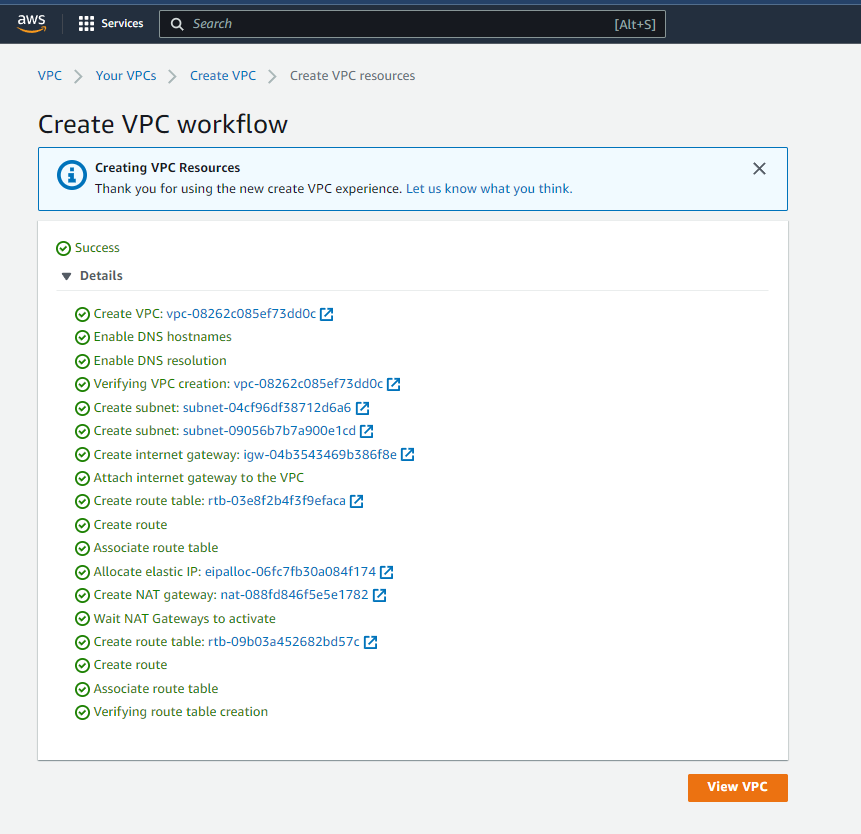 aws
Services
Search [Alt+S]
VPC Your VPCs Create VPC Create VPC resources
Create VPC workflow
Creating VPC Resources
Thank you for using the new create VPC experience. Let us know what you think.
Success
Details
Create VPC: vpc-08262c085ef73dd0c
Enable DNS hostnames
Enable DNS resolution
Verifying VPC creation: vpc-08262c085ef73dd0c
Create subnet: subnet-04cf96df38712d6a6
Create subnet: subnet-09056b7b7a900e1cd
Create internet gateway: igw-04b3543469b386f8e
Attach internet gateway to the VPC
Create route table: rtb-03e8f2b4f3f9efaca
Create route
Associate route table
Allocate elastic IP: eipalloc-06fc7fb30a084f174
Create NAT gateway: nat-088fd846f5e5e1782
Wait NAT Gateways to activate
Create route table: rtb-09b03a452682bd57c
Create route
Associate route table
Verifying route table creation
View VPC